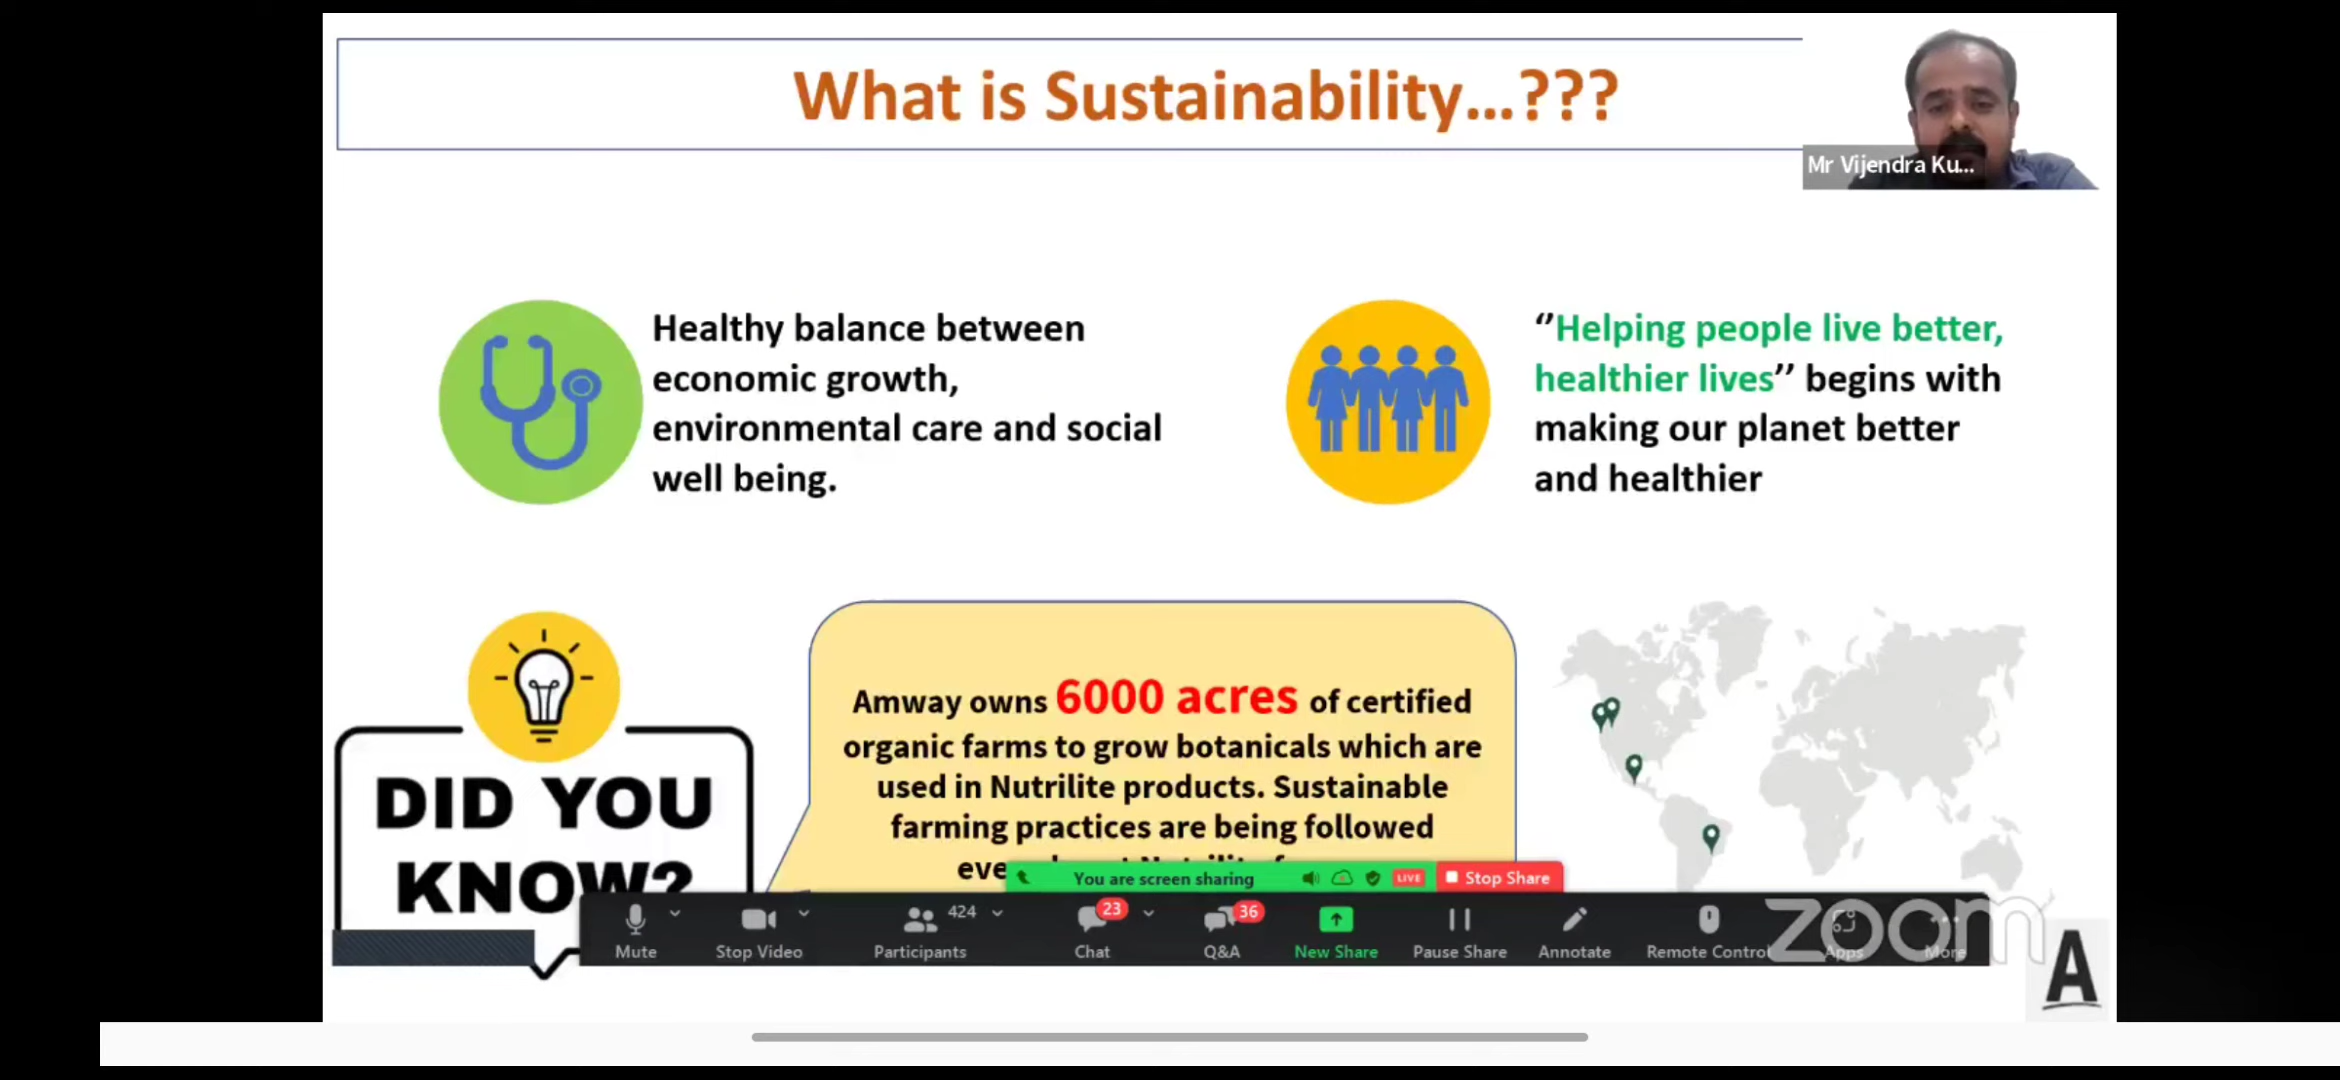 What is Sustainability...???
Mr Vijendra Ku...
Healthy balance between
economic growth,
environmental care and social
well being.
‘’Helping people live better,
healthier lives’’ begins with
making our planet better
and healthier
DID YOU
KNOW?
Amway owns 6000 acres of certified
organic farms to grow botanicals which are
used in Nutrilite products. Sustainable
farming practices are being followed
You are screen sharing
LIVE
Stop Share
424
23
36
Mute
Stop Video
Participants
Chat
Q&A
New Share
Pause Share
Annotate
Remote Control
Apps
More
zoom
A